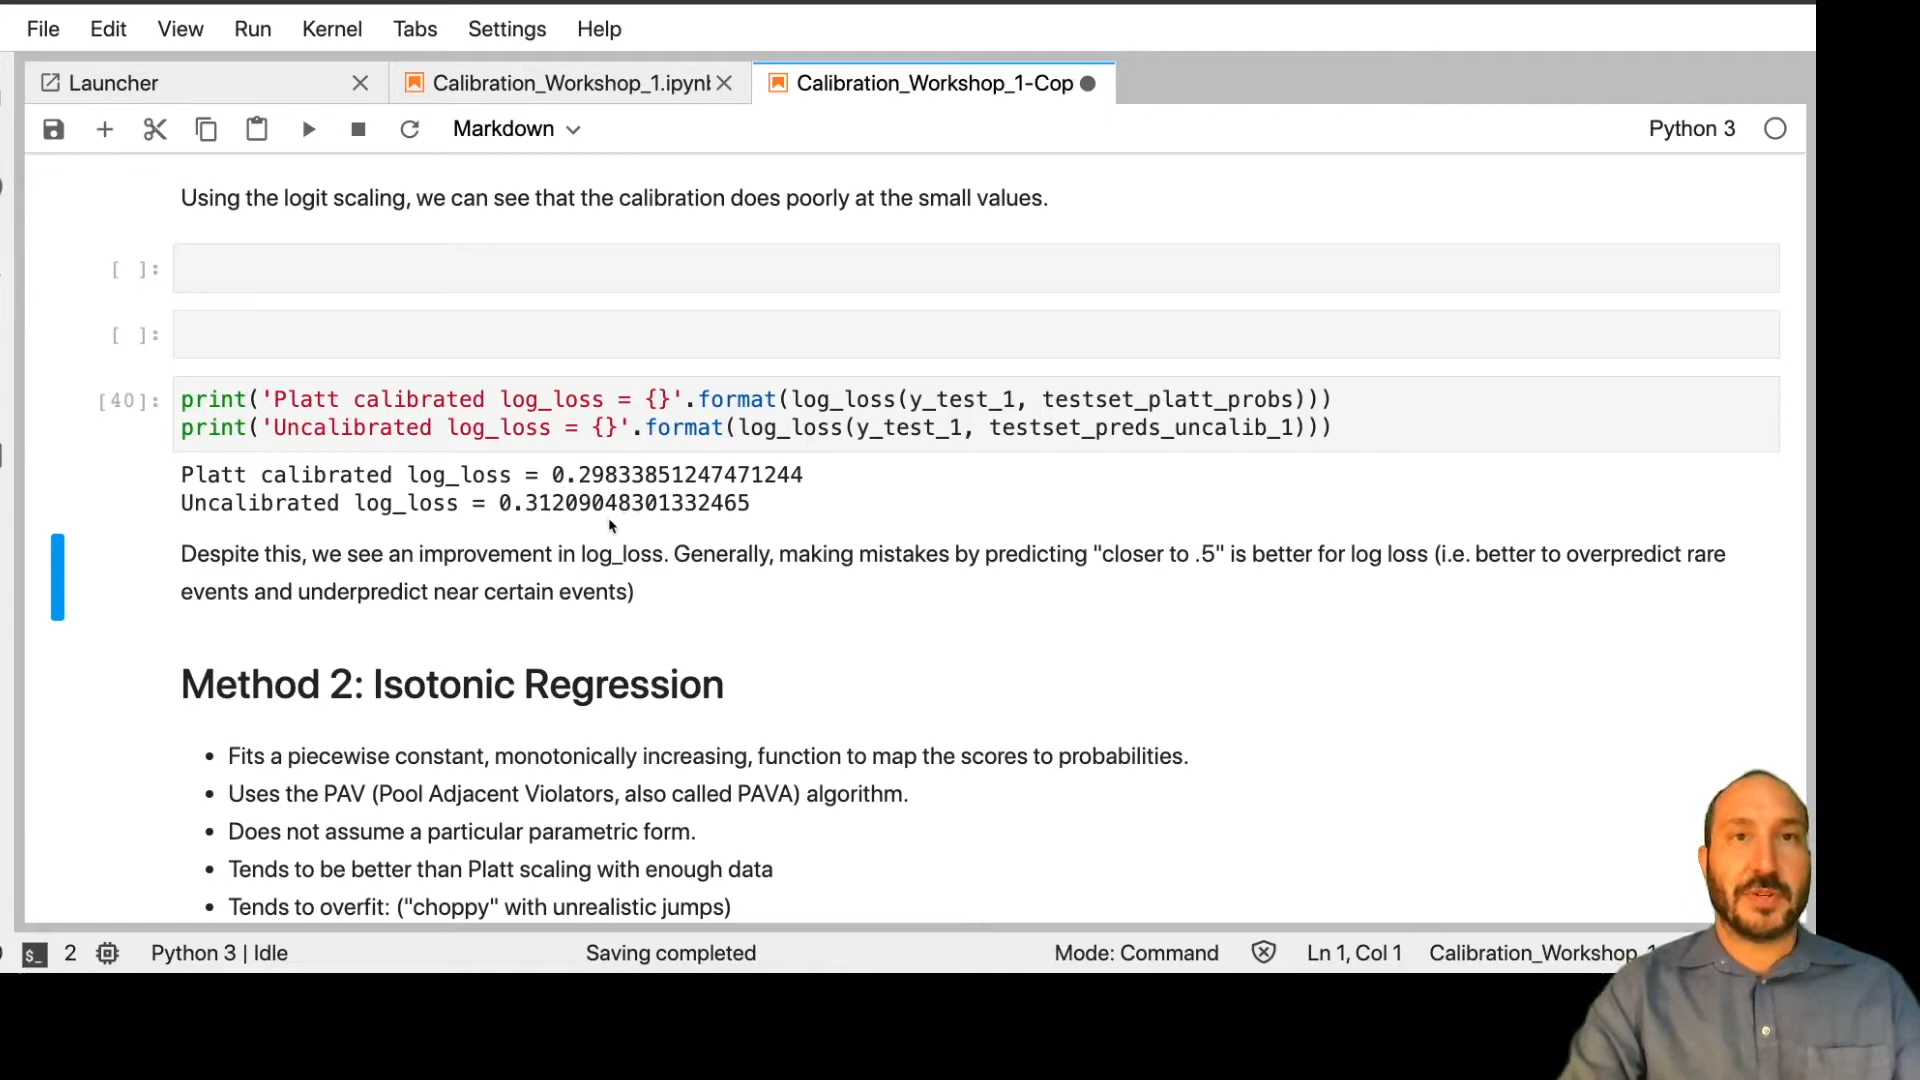 File Edit View Run Kernel Tabs Settings Help
Launcher
Calibration_Workshop_1.ipynb
Calibration_Workshop_1-Cop
Markdown
Python 3
Using the logit scaling, we can see that the calibration does poorly at the small values.
[ ]:
[ ]:
[40]: print('Platt calibrated log_loss = {}'.format(log_loss(y_test_1, testset_platt_probs)))
print('Uncalibrated log_loss = {}'.format(log_loss(y_test_1, testset_preds_uncalib_1)))
Platt calibrated log_loss = 0.29833851247471244
Uncalibrated log_loss = 0.31209048301332465
Despite this, we see an improvement in log_loss. Generally, making mistakes by predicting "closer to .5" is better for log loss (i.e. better to overpredict rare
events and underpredict near certain events)
Method 2: Isotonic Regression
• Fits a piecewise constant, monotonically increasing, function to map the scores to probabilities.
• Uses the PAV (Pool Adjacent Violators, also called PAVA) algorithm.
• Does not assume a particular parametric form.
• Tends to be better than Platt scaling with enough data
• Tends to overfit: ("choppy" with unrealistic jumps)
$_ 2 Python 3 | Idle Saving completed Mode: Command Ln 1, Col 1 Calibration_Workshop_1